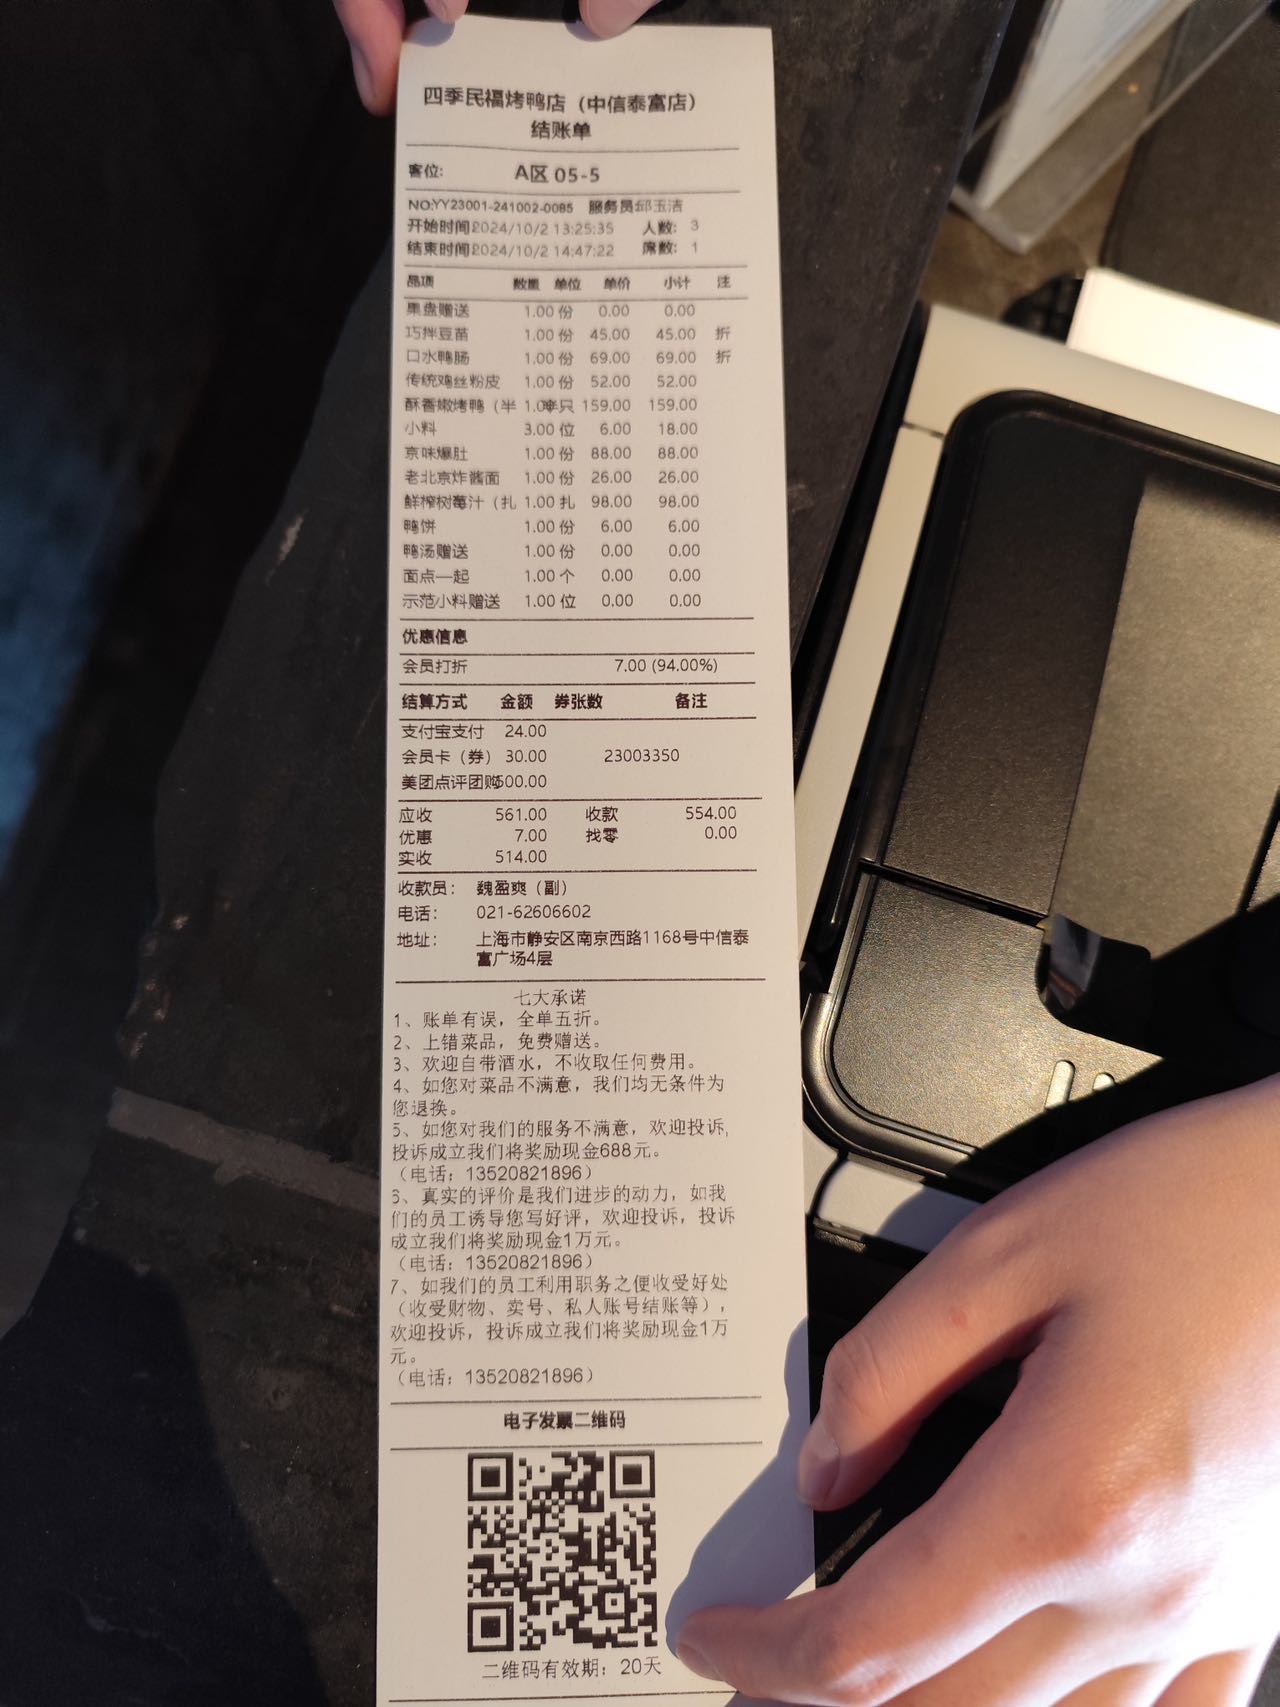 四季民福烤鸭店（中信泰富店）
结账单
客位: A区 05-5
NO:YY23001-241002-0085 服务员:邱玉洁
开始时间:2024/10/2 13:25:35 人数: 3
结束时间:2024/10/2 14:47:22 席数: 1
品项 数量 单位 单价 小计 注
果盘赠送 1.00 份 0.00 0.00
巧拌豆苗 1.00 份 45.00 45.00 折
口水鸭肠 1.00 份 69.00 69.00 折
传统鸡丝粉皮 1.00 份 52.00 52.00
酥香嫩烤鸭（半 1.00 半只 159.00 159.00
小料 3.00 位 6.00 18.00
京味爆肚 1.00 份 88.00 88.00
老北京炸酱面 1.00 份 26.00 26.00
鲜榨树莓汁（扎 1.00 扎 98.00 98.00
鸭饼 1.00 份 6.00 6.00
鸭汤赠送 1.00 份 0.00 0.00
面点一起 1.00 个 0.00 0.00
示范小料赠送 1.00 位 0.00 0.00
优惠信息
会员打折 7.00 (94.00%)
结算方式 金额 券张数 备注
支付宝支付 24.00
会员卡（券） 30.00 23003350
美团点评团购 500.00
应收 561.00 收款 554.00
优惠 7.00 找零 0.00
实收 514.00
收款员： 魏盈爽（副）
电话： 021-62606602
地址： 上海市静安区南京西路1168号中信泰
富广场4层
七大承诺
1、账单有误，全单五折。
2、上错菜品，免费赠送。
3、欢迎自带酒水，不收取任何费用。
4、如您对菜品不满意，我们均无条件为
您退换。
5、如您对我们的服务不满意，欢迎投诉,
投诉成立我们将奖励现金688元。
（电话：13520821896）
6、真实的评价是我们进步的动力，如我
们的员工诱导您写好评，欢迎投诉，投诉
成立我们将奖励现金1万元。
（电话：13520821896）
7、如我们的员工利用职务之便收受好处
（收受财物、卖号、私人账号结账等），
欢迎投诉，投诉成立我们将奖励现金1万
元。
（电话：13520821896）
电子发票二维码
二维码有效期：20天